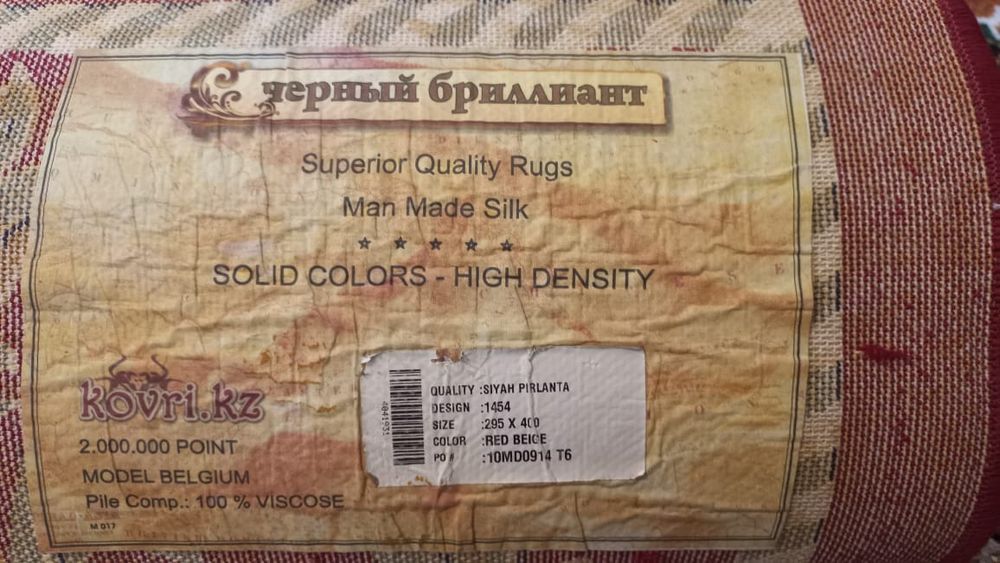 черный бриллиант
Superior Quality Rugs
Man Made Silk
SOLID COLORS - HIGH DENSITY
kovri.kz
2.000.000 POINT
MODEL BELGIUM
Pile Comp.: 100 % VISCOSE
M 017
4041931
QUALITY :SIYAH PIRLANTA
DESIGN :1454
SIZE :295 X 400
COLOR :RED BEIGE
PO # :10MD0914 T6